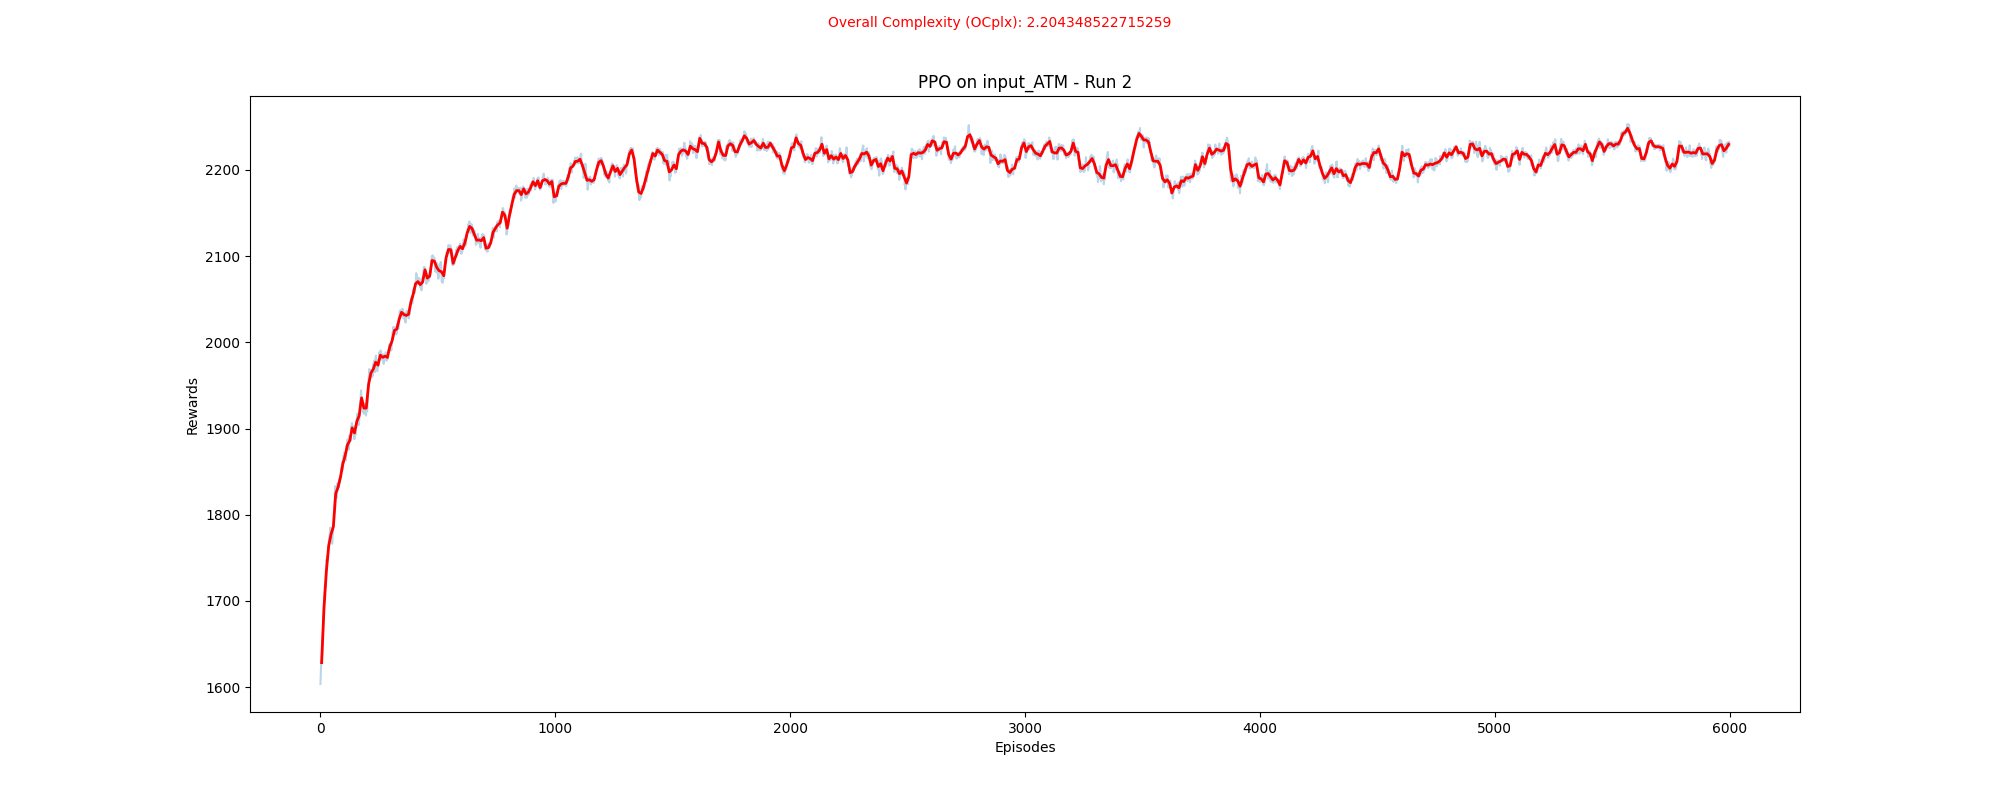 Overall Complexity (OCplx): 2.204348522715259
PPO on input_ATM - Run 2
2200
2100
2000
1900
1800
1700
1600
Rewards
0 1000 2000 3000 4000 5000 6000
Episodes